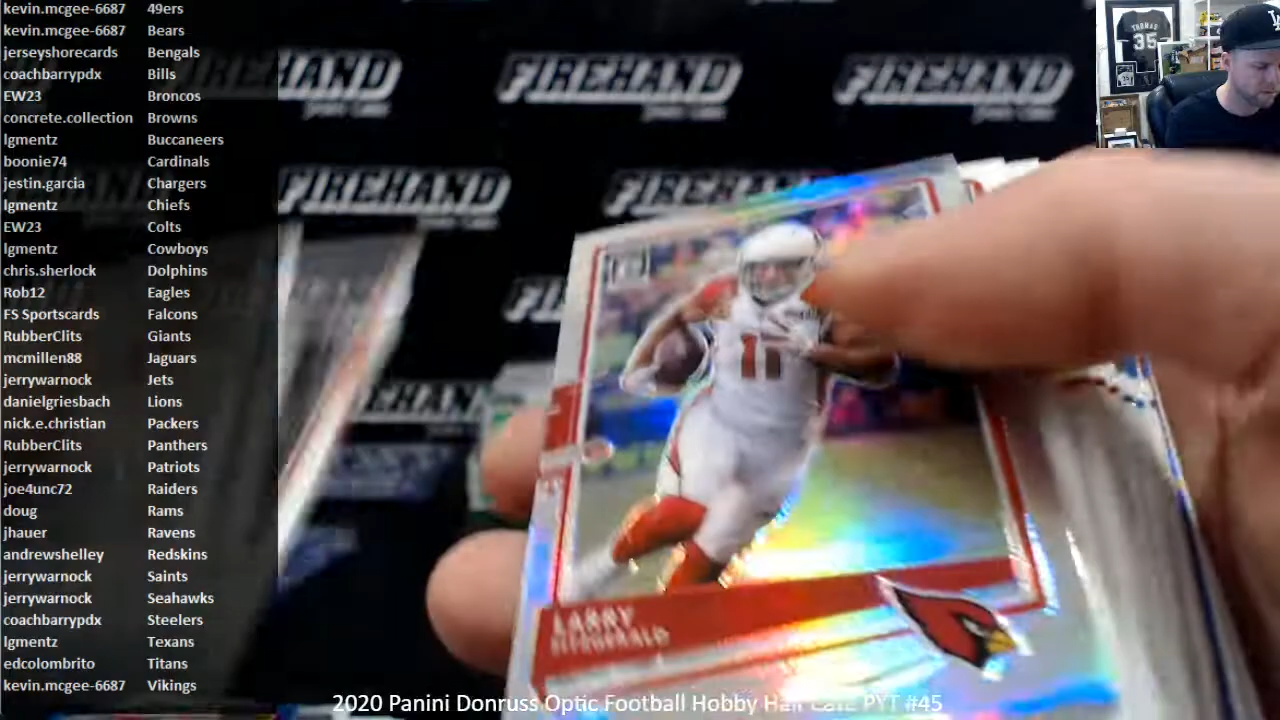 kevin.mcgee-6687 49ers
kevin.mcgee-6687 Bears
jerseyshorecards Bengals
coachbarrypdx Bills
EW23 Broncos
concrete.collection Browns
lgmentz Buccaneers
boonie74 Cardinals
jestin.garcia Chargers
lgmentz Chiefs
EW23 Colts
lgmentz Cowboys
chris.sherlock Dolphins
Rob12 Eagles
FS Sportscards Falcons
RubberClits Giants
mcmillen88 Jaguars
jerrywarnock Jets
danielgriesbach Lions
nick.e.christian Packers
RubberClits Panthers
jerrywarnock Patriots
joe4unc72 Raiders
doug Rams
jhauer Ravens
andrewshelley Redskins
jerrywarnock Saints
jerrywarnock Seahawks
coachbarrypdx Steelers
lgmentz Texans
edcolombrito Titans
kevin.mcgee-6687 Vikings
THOMAS
35
LA
FIREHAND
FIREHAND
FIREHAND
FIREHAND
11
LARRY
FITZGERALD
2020 Panini Donruss Optic Football Hobby Half Case PYT #45